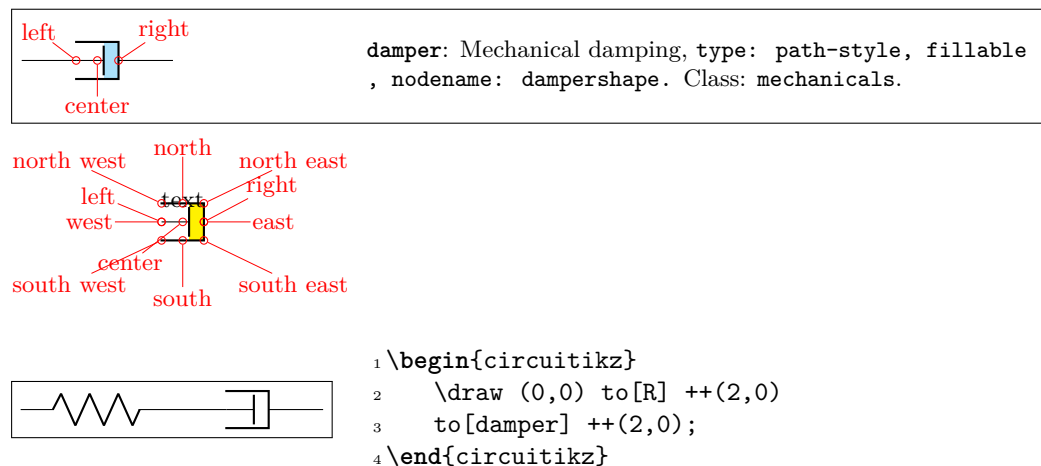 left
right
center
damper: Mechanical damping, type: path-style, fillable
, nodename: dampershape. Class: mechanicals.
north west north north east
text
left right
west east
center
south west south south east
1 \begin{circuitikz}
2 \draw (0,0) to[R] ++(2,0)
3 to[damper] ++(2,0);
4 \end{circuitikz}